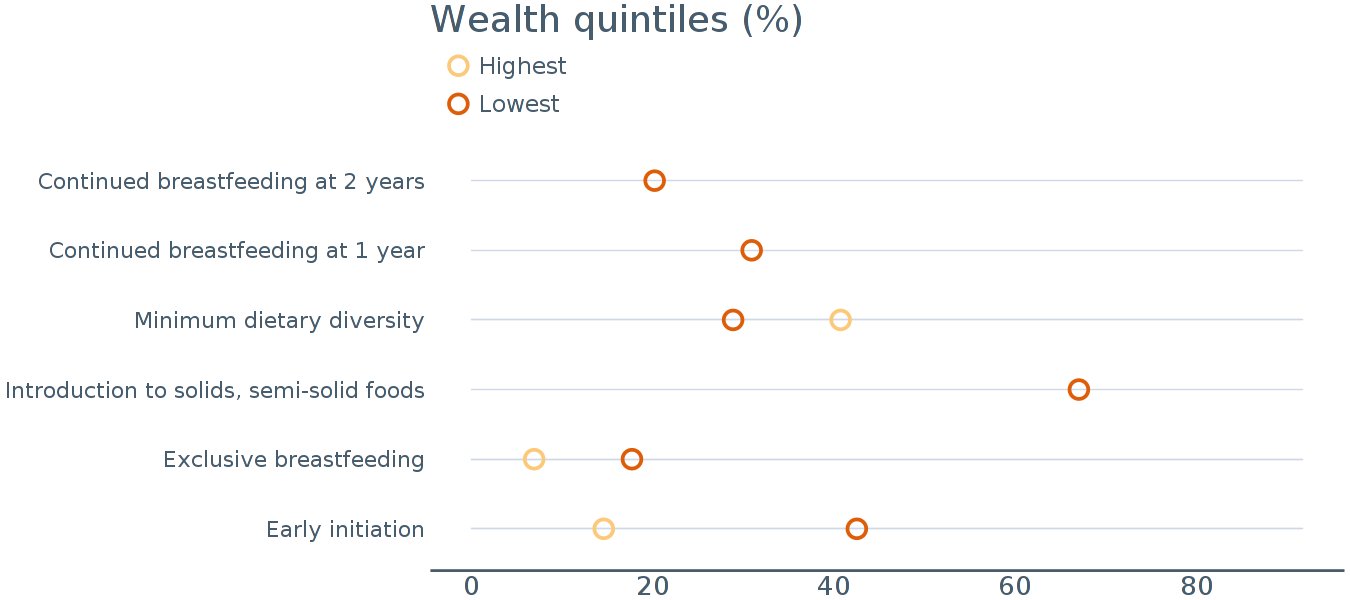 Wealth quintiles (%)
Highest
Lowest
Continued breastfeeding at 2 years
Continued breastfeeding at 1 year
Minimum dietary diversity
Introduction to solids, semi-solid foods
Exclusive breastfeeding
Early initiation
0 20 40 60 80